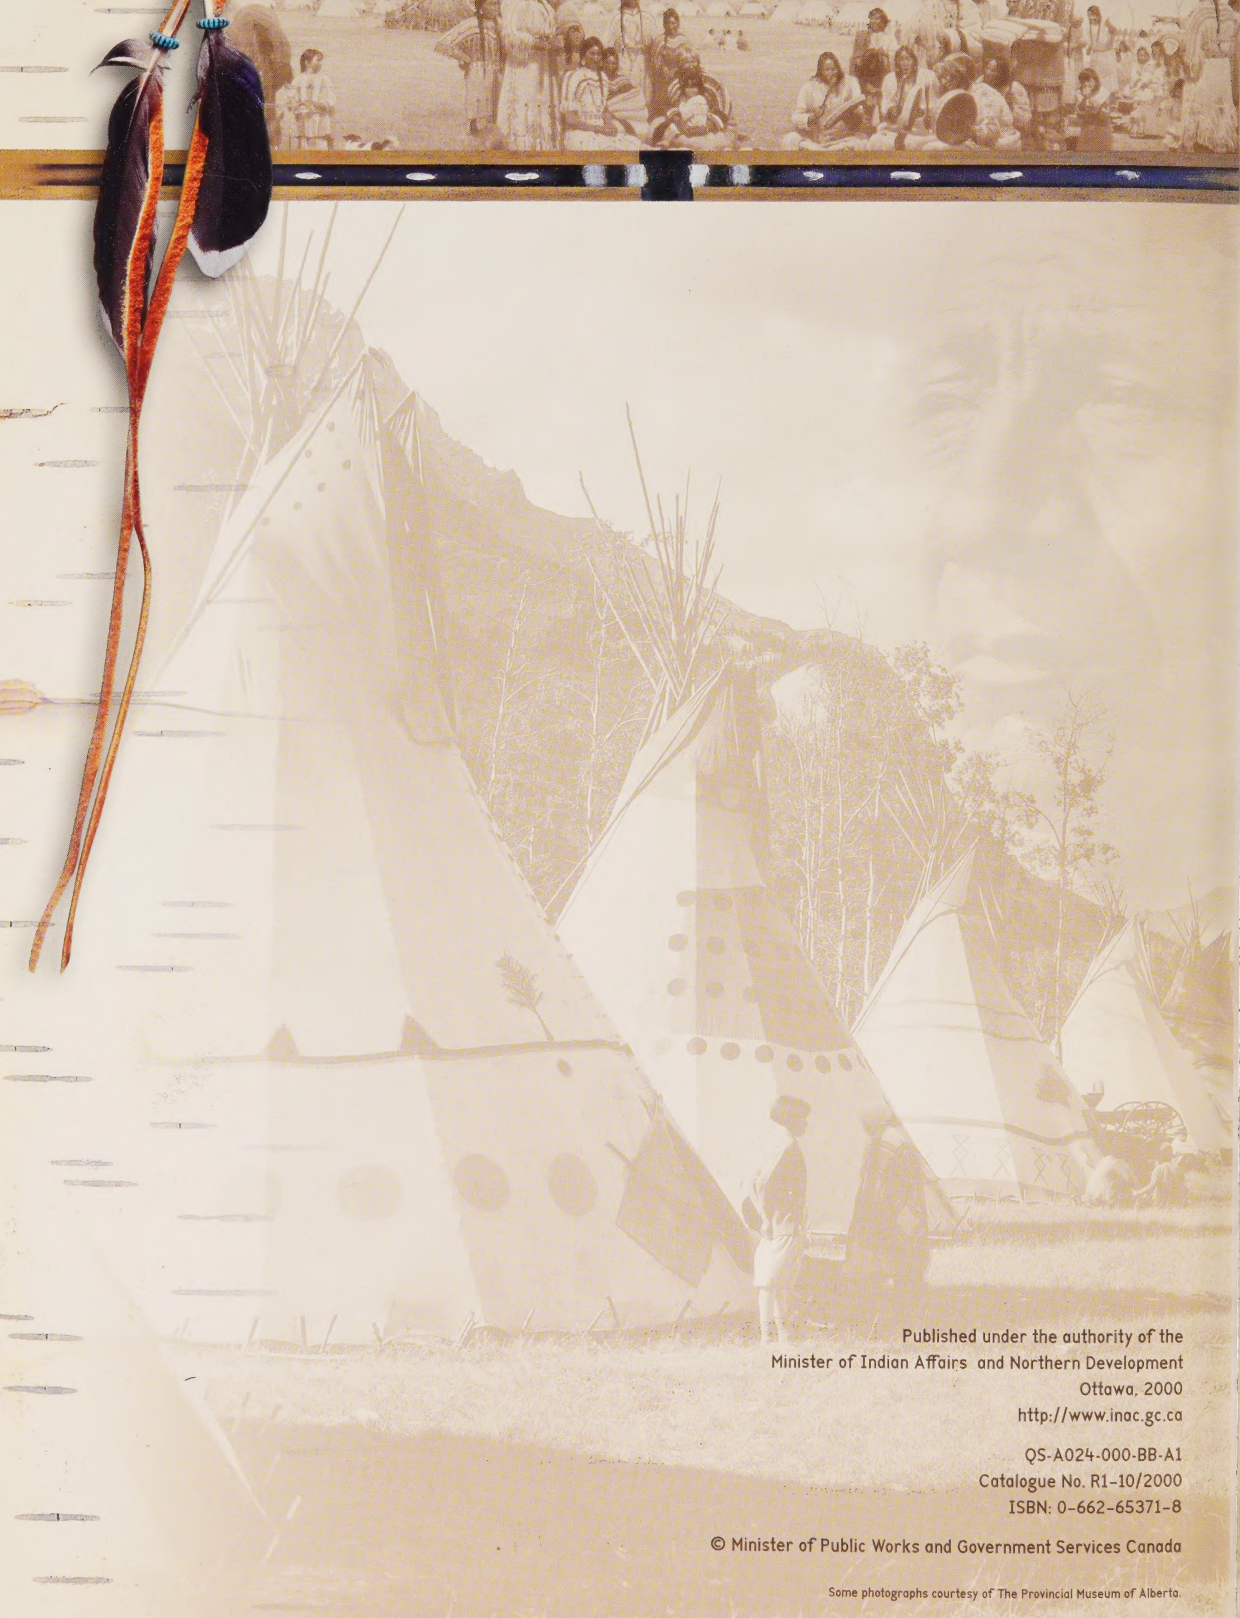 Published under the authority of the
Minister of Indian Affairs and Northern Development
Ottawa, 2000
http://www.inac.gc.ca
QS-A024-000-BB-A1
Catalogue No. R1-10/2000
ISBN: 0-662-65371-8
© Minister of Public Works and Government Services Canada
Some photographs courtesy of The Provincial Museum of Alberta.